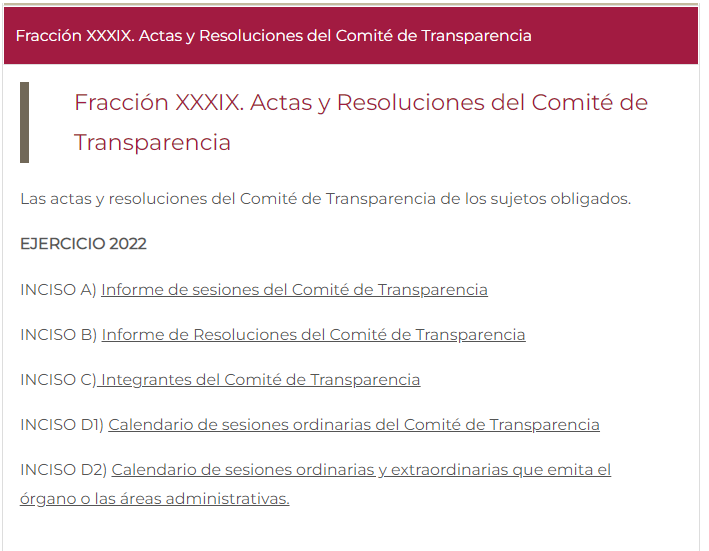 Fracción XXXIX. Actas y Resoluciones del Comité de Transparencia
Fracción XXXIX. Actas y Resoluciones del Comité de
Transparencia
Las actas y resoluciones del Comité de Transparencia de los sujetos obligados.
EJERCICIO 2022
INCISO A) Informe de sesiones del Comité de Transparencia
INCISO B) Informe de Resoluciones del Comité de Transparencia
INCISO C) Integrantes del Comité de Transparencia
INCISO D1) Calendario de sesiones ordinarias del Comité de Transparencia
INCISO D2) Calendario de sesiones ordinarias y extraordinarias que emita el
órgano o las áreas administrativas.